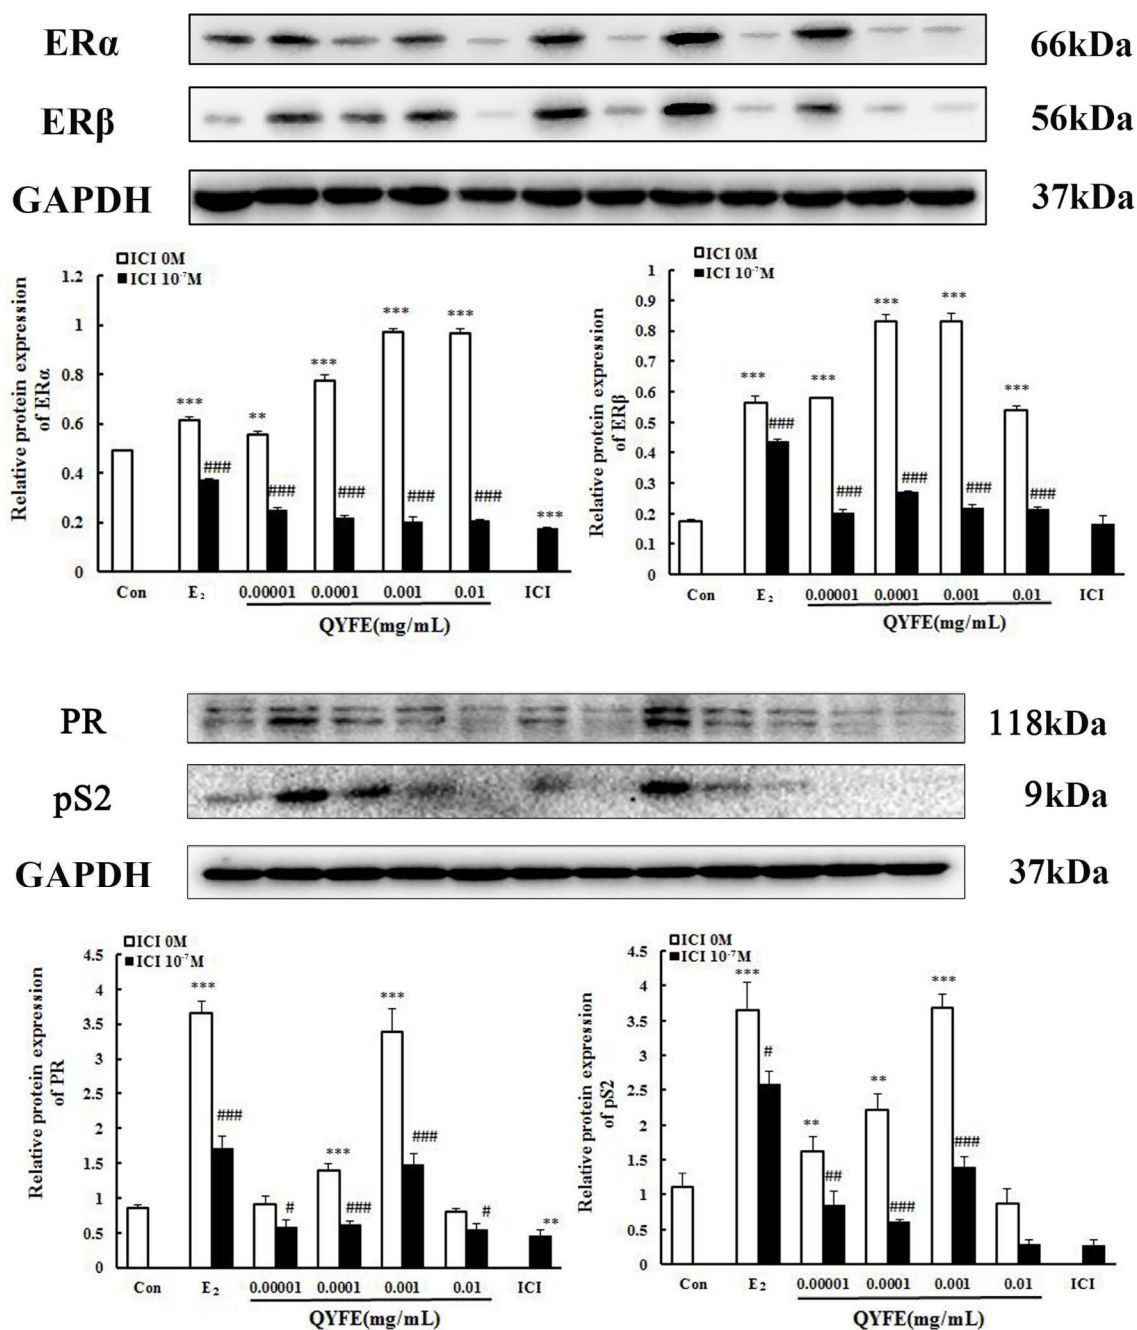 ERα 66kDa
ERβ 56kDa
GAPDH 37kDa
ICI 0M
ICI 10⁻⁷M
Relative protein expression
of ERα
1.2
1
0.8
0.6
0.4
0.2
0
*** ** *** *** ***
### ### ### ### ### ***
Con E₂ 0.00001 0.0001 0.001 0.01 ICI
QYFE(mg/mL)
ICI 0M
ICI 10⁻⁷M
Relative protein expression
of ERβ
1
0.9
0.8
0.7
0.6
0.5
0.4
0.3
0.2
0.1
0
*** *** *** *** ***
### ### ### ### ###
Con E₂ 0.00001 0.0001 0.001 0.01 ICI
QYFE(mg/mL)
PR 118kDa
pS2 9kDa
GAPDH 37kDa
ICI 0M
ICI 10⁻⁷M
Relative protein expression
of PR
4.5
4
3.5
3
2.5
2
1.5
1
0.5
0
*** *** ***
### # ### ### # **
Con E₂ 0.00001 0.0001 0.001 0.01 ICI
QYFE(mg/mL)
ICI 0M
ICI 10⁻⁷M
Relative protein expression
of pS2
4.5
4
3.5
3
2.5
2
1.5
1
0.5
0
*** ** ** ***
# ## ### ###
Con E₂ 0.00001 0.0001 0.001 0.01 ICI
QYFE(mg/mL)